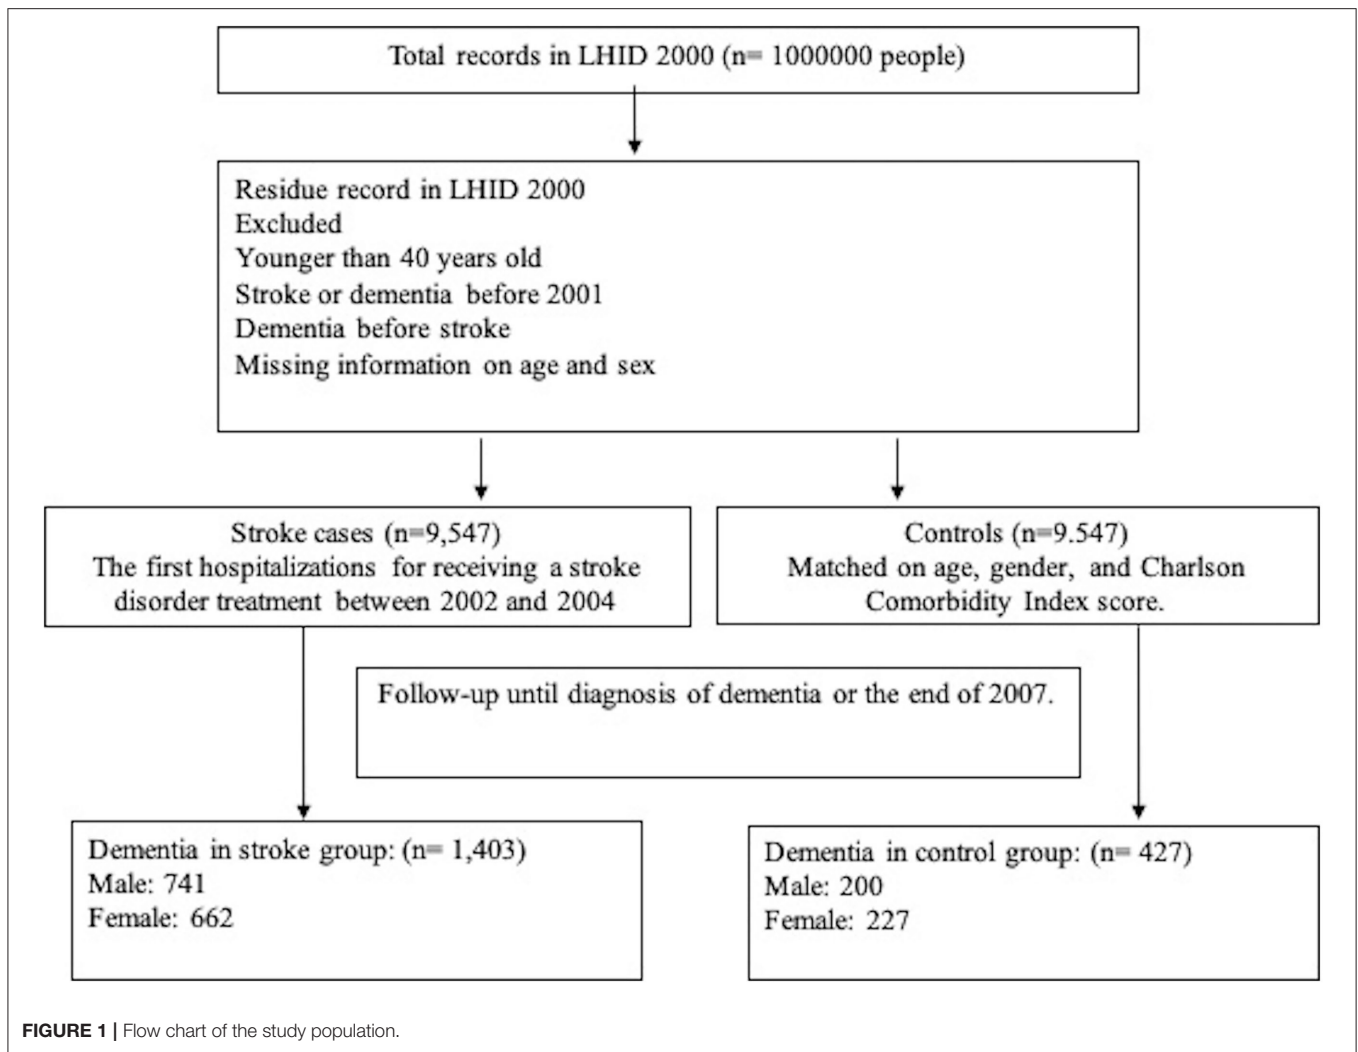 Total records in LHID 2000 (n= 1000000 people)
Residue record in LHID 2000
Excluded
Younger than 40 years old
Stroke or dementia before 2001
Dementia before stroke
Missing information on age and sex
Stroke cases (n=9,547)
The first hospitalizations for receiving a stroke
disorder treatment between 2002 and 2004
Controls (n=9.547)
Matched on age, gender, and Charlson
Comorbidity Index score.
Follow-up until diagnosis of dementia or the end of 2007.
Dementia in stroke group: (n= 1,403)
Male: 741
Female: 662
Dementia in control group: (n= 427)
Male: 200
Female: 227
FIGURE 1 | Flow chart of the study population.